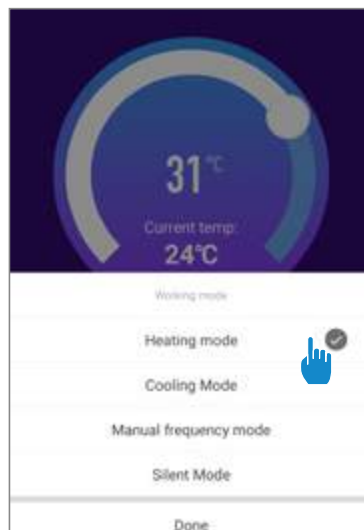 31°C
Current temp:
24°C
Working mode
Heating mode
Cooling Mode
Manual frequency mode
Silent Mode
Done